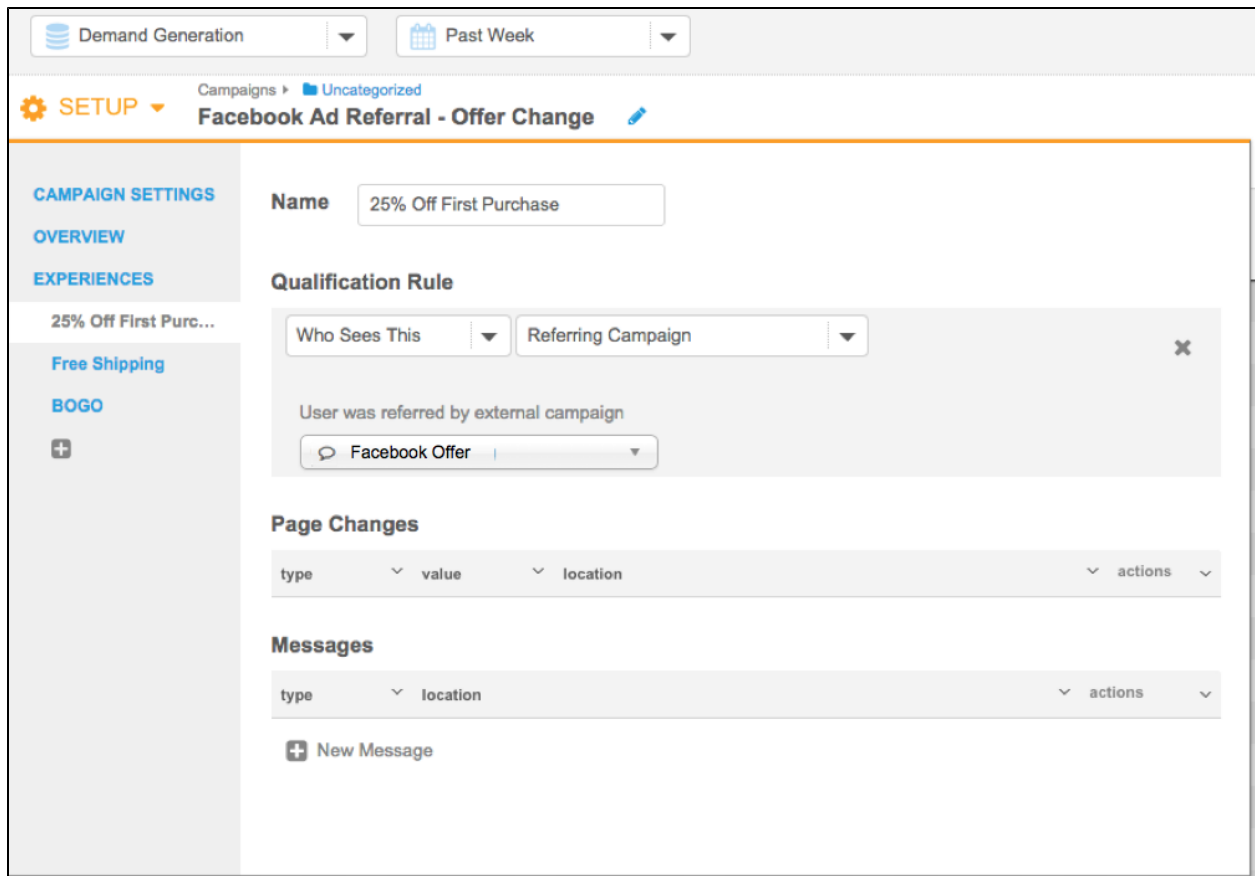 Demand Generation
Past Week
SETUP
Campaigns
Uncategorized
Facebook Ad Referral - Offer Change
CAMPAIGN SETTINGS
OVERVIEW
EXPERIENCES
25% Off First Purc...
Free Shipping
BOGO
Name
25% Off First Purchase
Qualification Rule
Who Sees This
Referring Campaign
User was referred by external campaign
Facebook Offer
Page Changes
type value location actions
Messages
type location actions
New Message